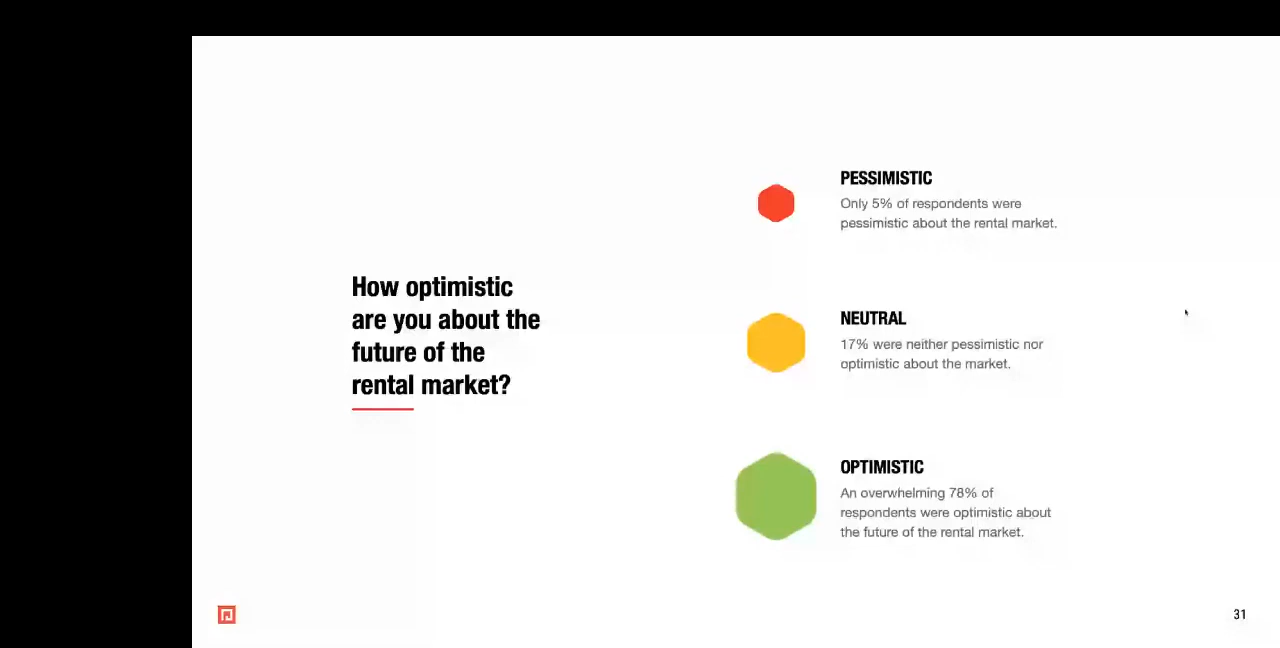 How optimistic
are you about the
future of the
rental market?
PESSIMISTIC
Only 5% of respondents were
pessimistic about the rental market.
NEUTRAL
17% were neither pessimistic nor
optimistic about the market.
OPTIMISTIC
An overwhelming 78% of
respondents were optimistic about
the future of the rental market.
31